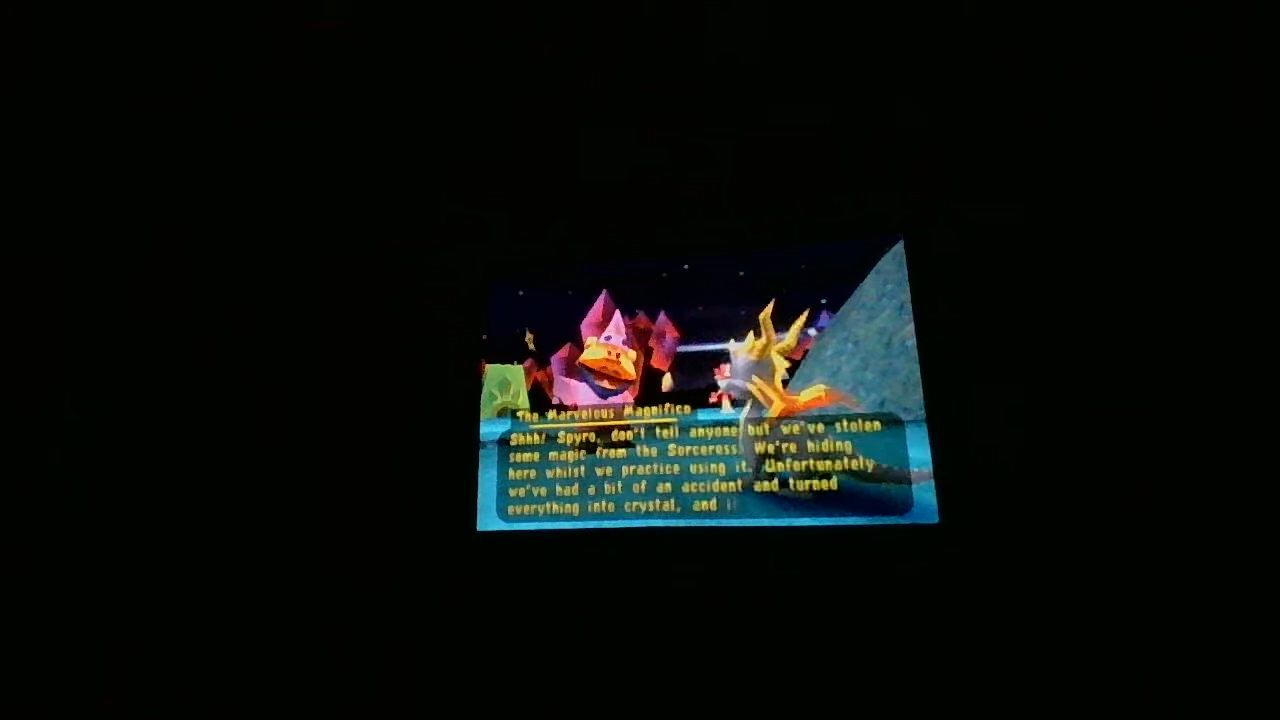 The Marvelous Magnifico
Shhh! Spyro, don't tell anyone but we've stolen
some magic from the Sorceress! We're hiding
here whilst we practice using it. Unfortunately
we've had a bit of an accident and turned
everything into crystal, and i